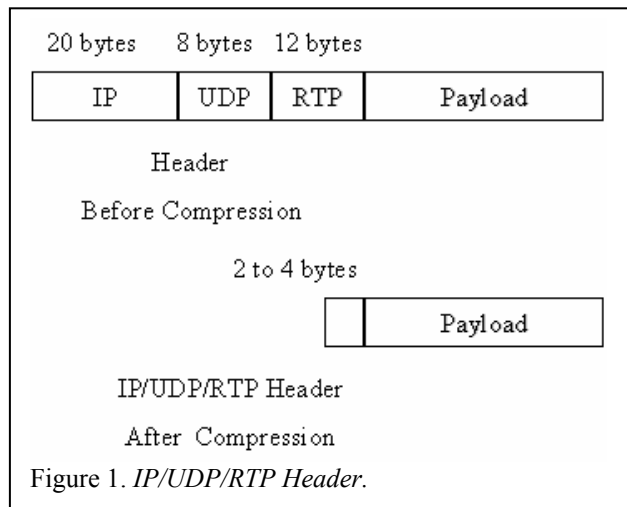 20 bytes 8 bytes 12 bytes
IP UDP RTP Payload
Header
Before Compression
2 to 4 bytes
Payload
IP/UDP/RTP Header
After Compression
Figure 1. IP/UDP/RTP Header.